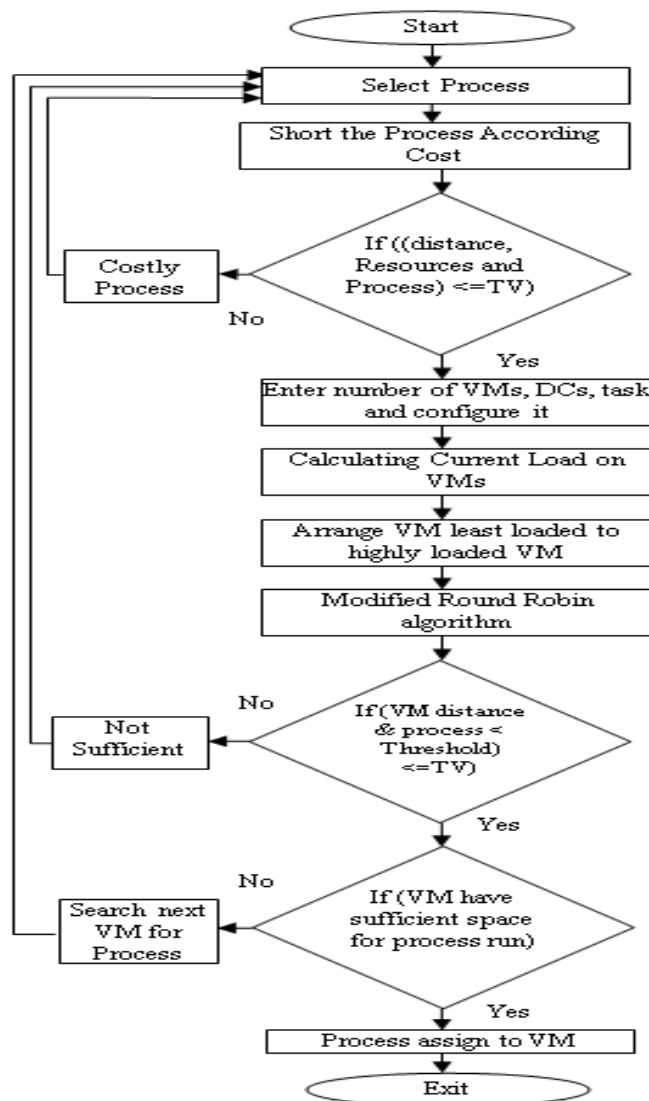 Start
Select Process
Short the Process According
Cost
If ((distance,
Resources and
Process) <=TV)
Costly
Process
No
Yes
Enter number of VMs, DCs, task
and configure it
Calculating Current Load on
VMs
Arrange VM least loaded to
highly loaded VM
Modified Round Robin
algorithm
If(VM distance
& process <
Threshold)
<=TV)
No
Not
Sufficient
Yes
If (VM have
sufficient space
for process run)
No
Search next
VM for
Process
Yes
Process assign to VM
Exit